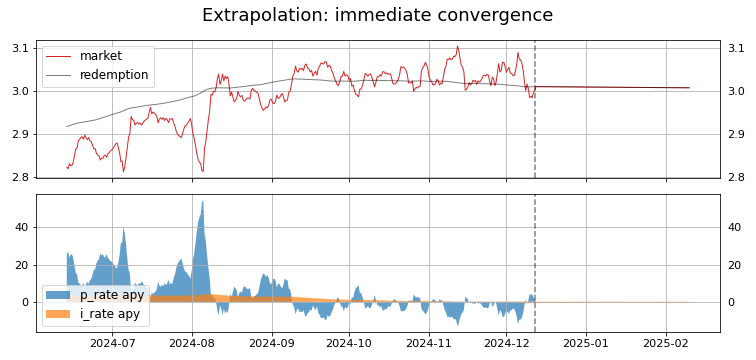 Extrapolation: immediate convergence
3.1 3.1
market
redemption
3.0 3.0
2.9 2.9
2.8 2.8
40 40
20 20
0 0
p_rate apy
i_rate apy
2024-07 2024-08 2024-09 2024-10 2024-11 2024-12 2025-01 2025-02